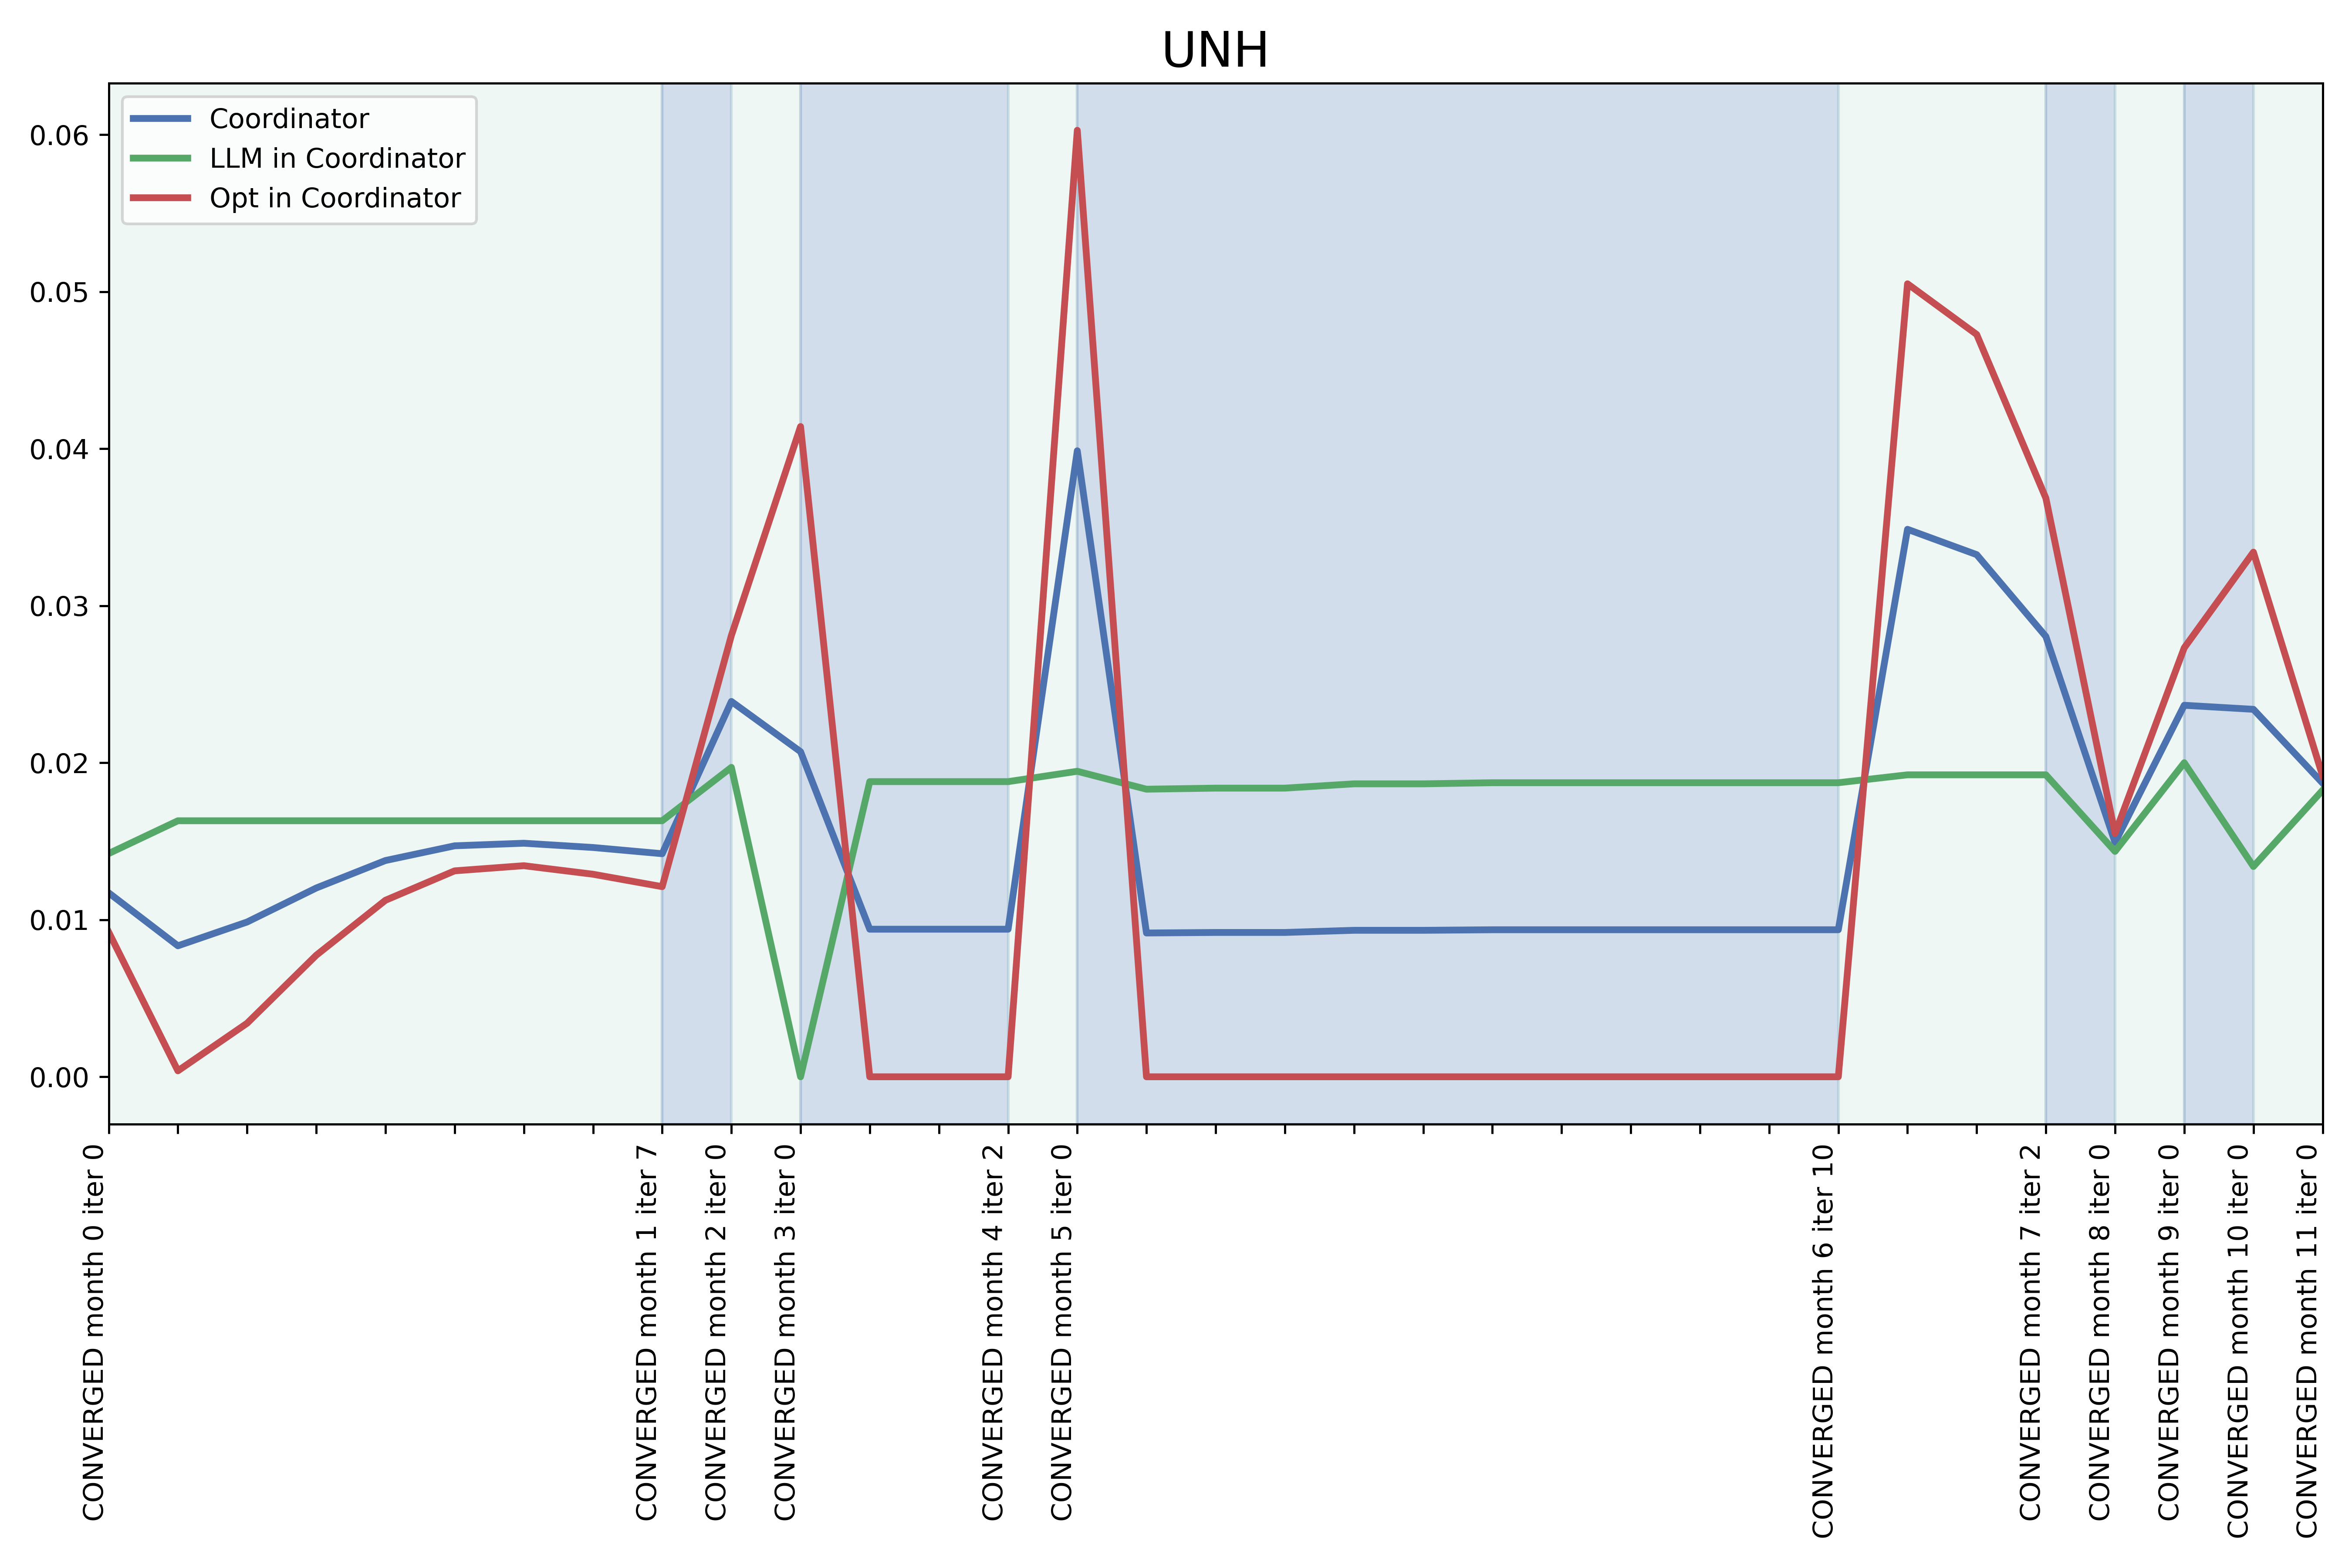 UNH
Coordinator
LLM in Coordinator
Opt in Coordinator
0.06
0.05
0.04
0.03
0.02
0.01
0.00
CONVERGED month 0 iter 0
CONVERGED month 1 iter 7
CONVERGED month 2 iter 0
CONVERGED month 3 iter 0
CONVERGED month 4 iter 2
CONVERGED month 5 iter 0
CONVERGED month 6 iter 10
CONVERGED month 7 iter 2
CONVERGED month 8 iter 0
CONVERGED month 9 iter 0
CONVERGED month 10 iter 0
CONVERGED month 11 iter 0